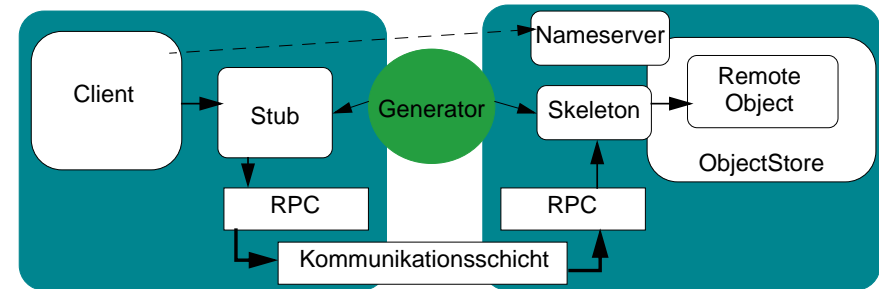 Nameserver
Client
Remote
Object
Stub
Generator
Skeleton
ObjectStore
RPC
RPC
Kommunikationsschicht